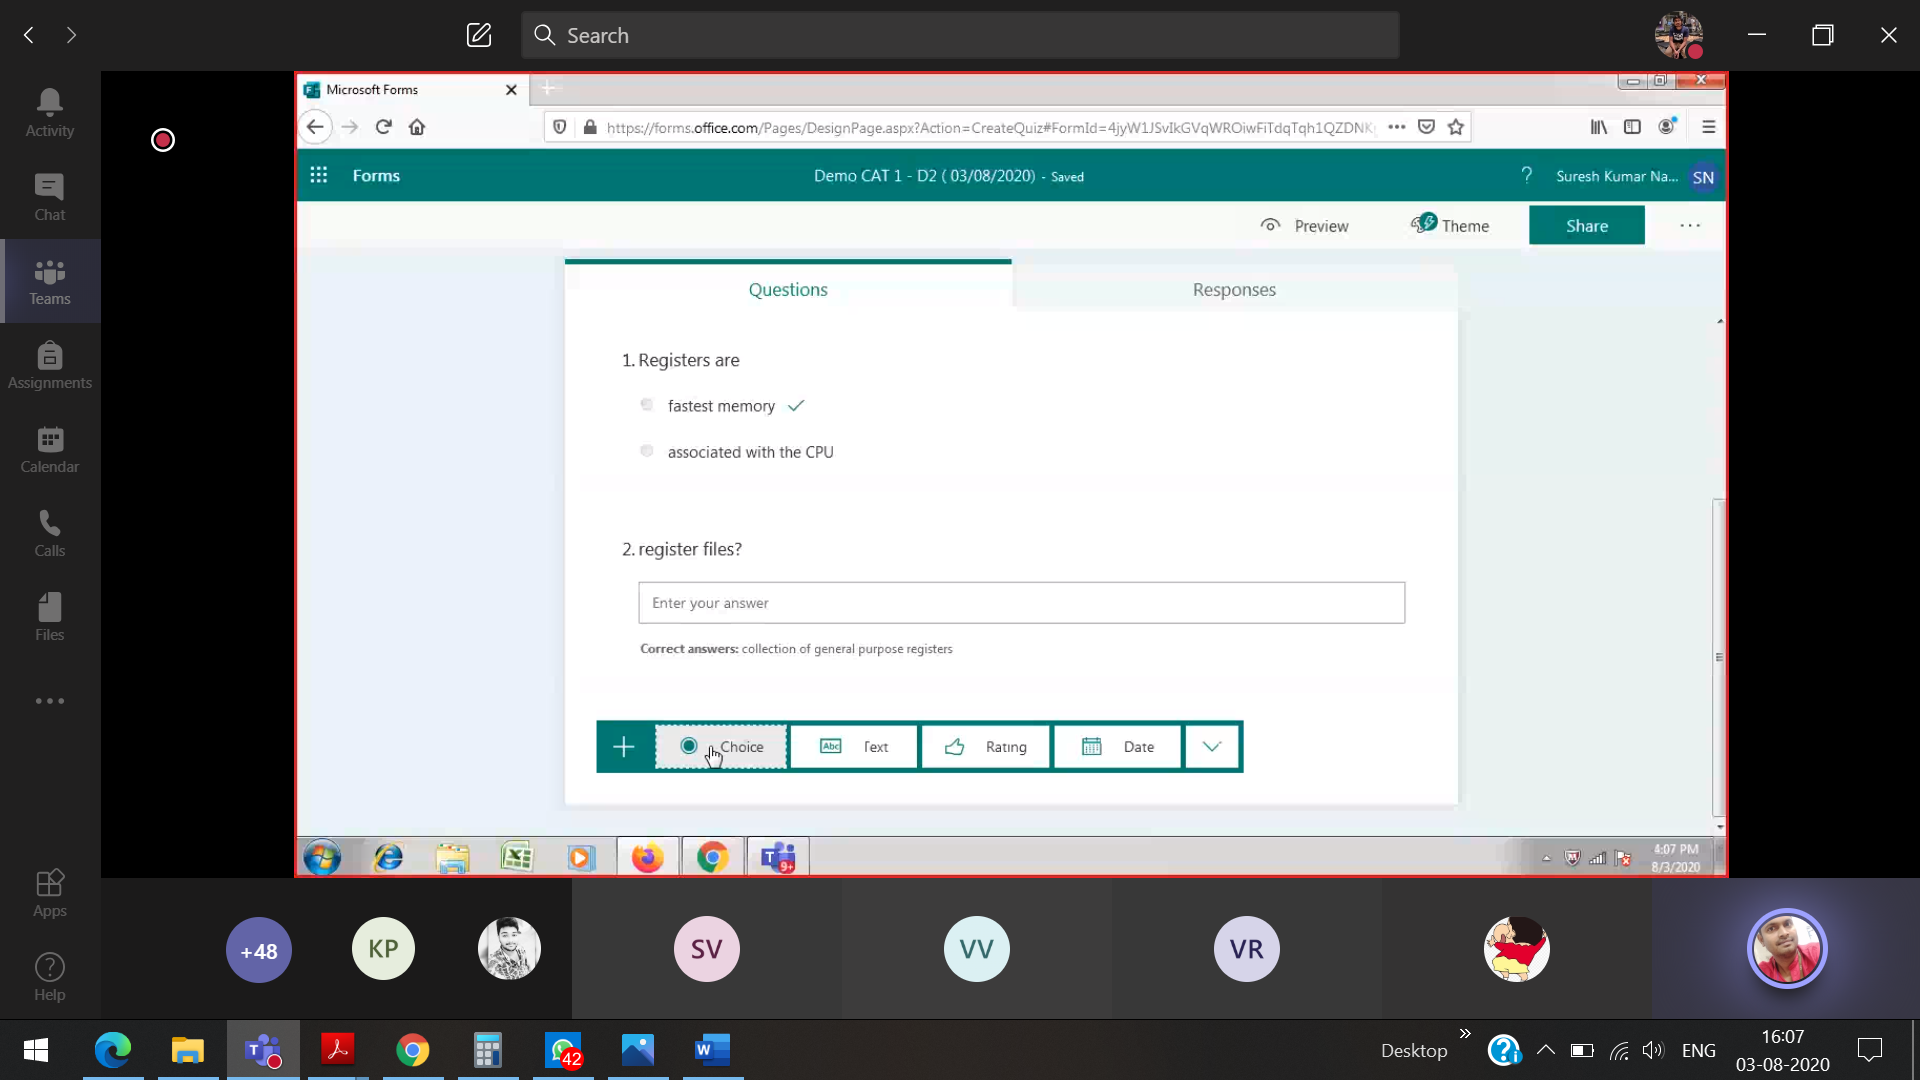 Search
Activity
Chat
Teams
Assignments
Calendar
Calls
Files
Apps
Help
Microsoft Forms
https://forms.office.com/Pages/DesignPage.aspx?Action=CreateQuiz#FormId=4jyW1JSvIkGVqWROiwFiTdqTqh1QZDNK
Forms
Demo CAT 1 - D2 ( 03/08/2020) - Saved
? Suresh Kumar Na... SN
Preview
Theme
Share
Questions
Responses
1. Registers are
fastest memory
associated with the CPU
2. register files?
Enter your answer
Correct answers: collection of general purpose registers
Choice
Abc Text
Rating
Date
9+
4:07 PM
8/3/2020
+48
KP
SV
VV
VR
42
Desktop
ENG
16:07
03-08-2020